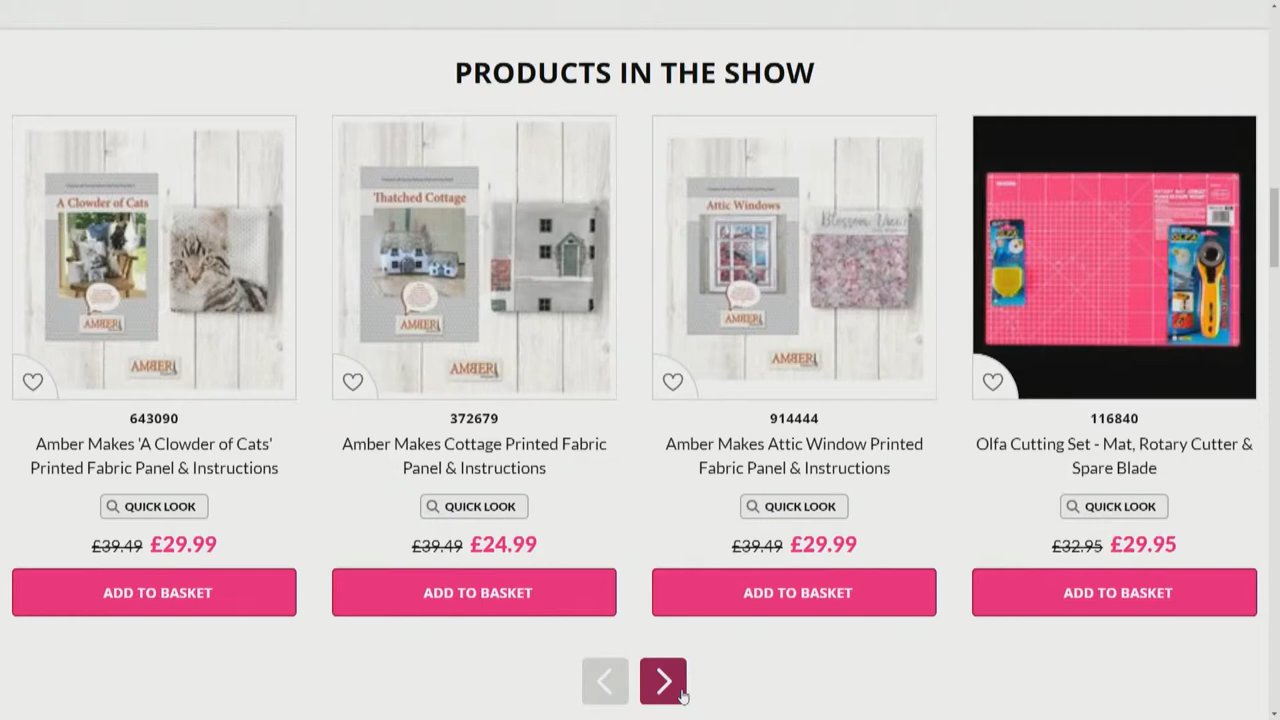 PRODUCTS IN THE SHOW
A Clowder of Cats
AMBER
AMBER
Thatched Cottage
AMBER
AMBER
Attic Windows
AMBER
AMBER
OLFA
OLFA
643090
Amber Makes 'A Clowder of Cats'
Printed Fabric Panel & Instructions
QUICK LOOK
£39.49 £29.99
ADD TO BASKET
372679
Amber Makes Cottage Printed Fabric
Panel & Instructions
QUICK LOOK
£39.49 £24.99
ADD TO BASKET
914444
Amber Makes Attic Window Printed
Fabric Panel & Instructions
QUICK LOOK
£39.49 £29.99
ADD TO BASKET
116840
Olfa Cutting Set - Mat, Rotary Cutter &
Spare Blade
QUICK LOOK
£32.95 £29.95
ADD TO BASKET